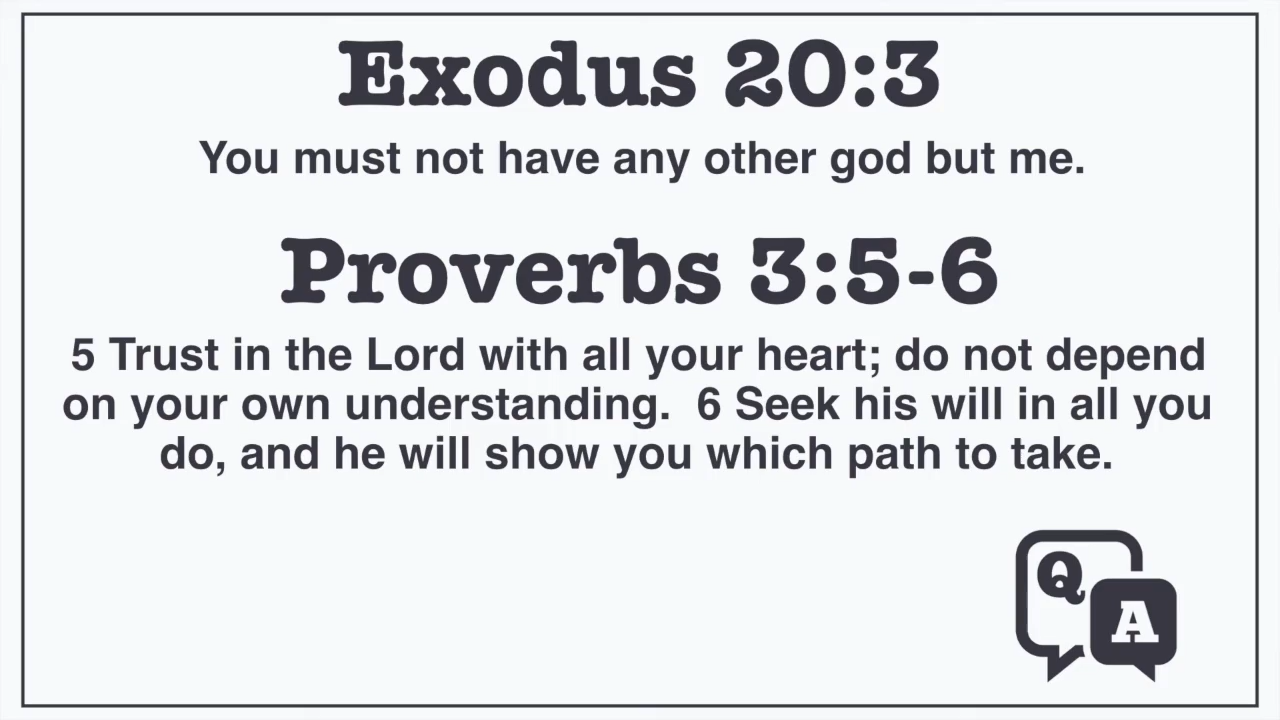 Exodus 20:3
You must not have any other god but me.
Proverbs 3:5-6
5 Trust in the Lord with all your heart; do not depend
on your own understanding.  6 Seek his will in all you
do, and he will show you which path to take.
Q
A